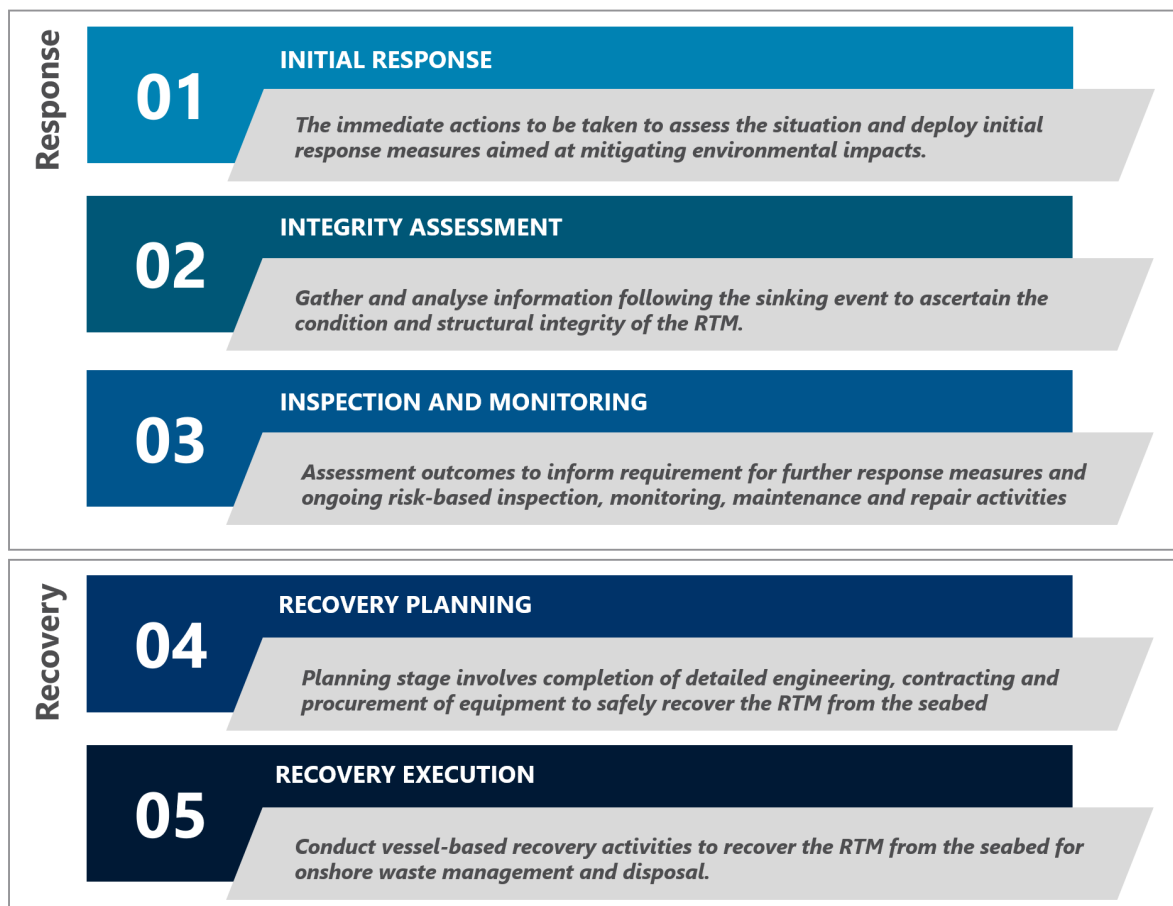 Response
01
INITIAL RESPONSE
The immediate actions to be taken to assess the situation and deploy initial
response measures aimed at mitigating environmental impacts.
02
INTEGRITY ASSESSMENT
Gather and analyse information following the sinking event to ascertain the
condition and structural integrity of the RTM.
03
INSPECTION AND MONITORING
Assessment outcomes to inform requirement for further response measures and
ongoing risk-based inspection, monitoring, maintenance and repair activities
Recovery
04
RECOVERY PLANNING
Planning stage involves completion of detailed engineering, contracting and
procurement of equipment to safely recover the RTM from the seabed
05
RECOVERY EXECUTION
Conduct vessel-based recovery activities to recover the RTM from the seabed for
onshore waste management and disposal.